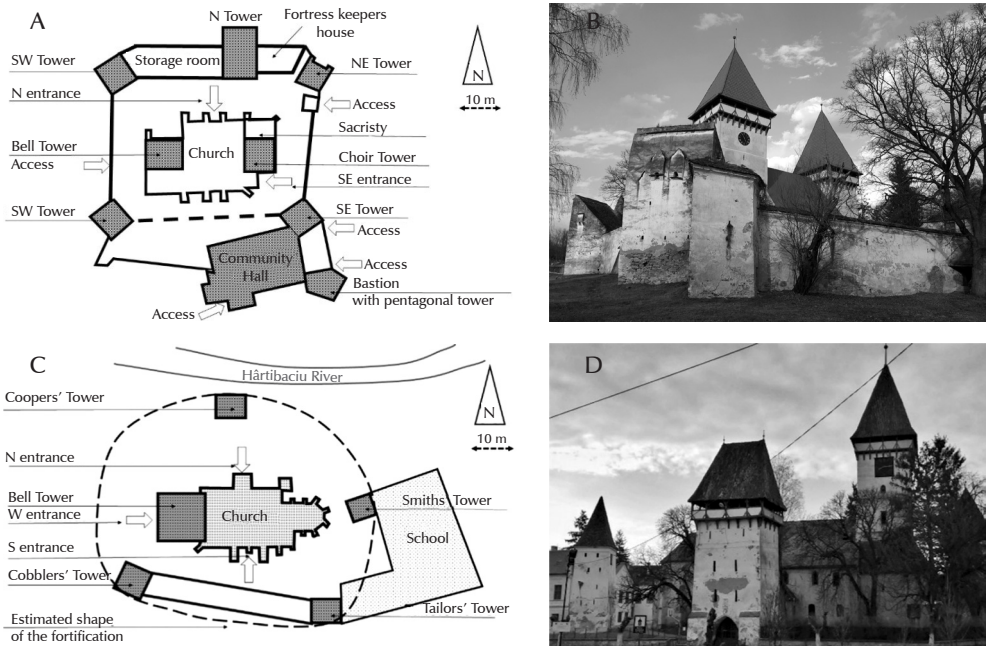 A
N Tower
Fortress keepers
house
SW Tower
Storage room
NE Tower
N
10 m
N entrance
Access
Sacristy
Bell Tower
Church
Choir Tower
Access
SE entrance
SW Tower
SE Tower
Access
Community
Hall
Access
Bastion
with pentagonal tower
Access
B
C
Hârtibaciu River
Coopers' Tower
N
10 m
N entrance
Bell Tower
Church
Smiths' Tower
W entrance
School
S entrance
Cobblers' Tower
Tailors' Tower
Estimated shape
of the fortification
D